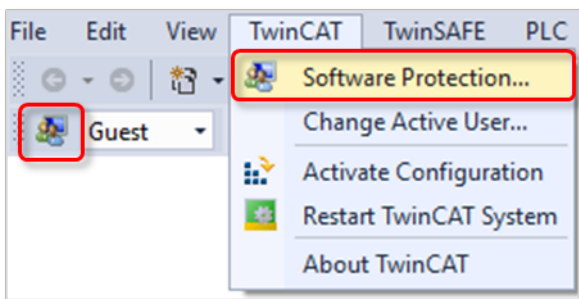 File Edit View TwinCAT TwinSAFE PLC
Software Protection...
Guest
Change Active User...
Activate Configuration
Restart TwinCAT System
About TwinCAT